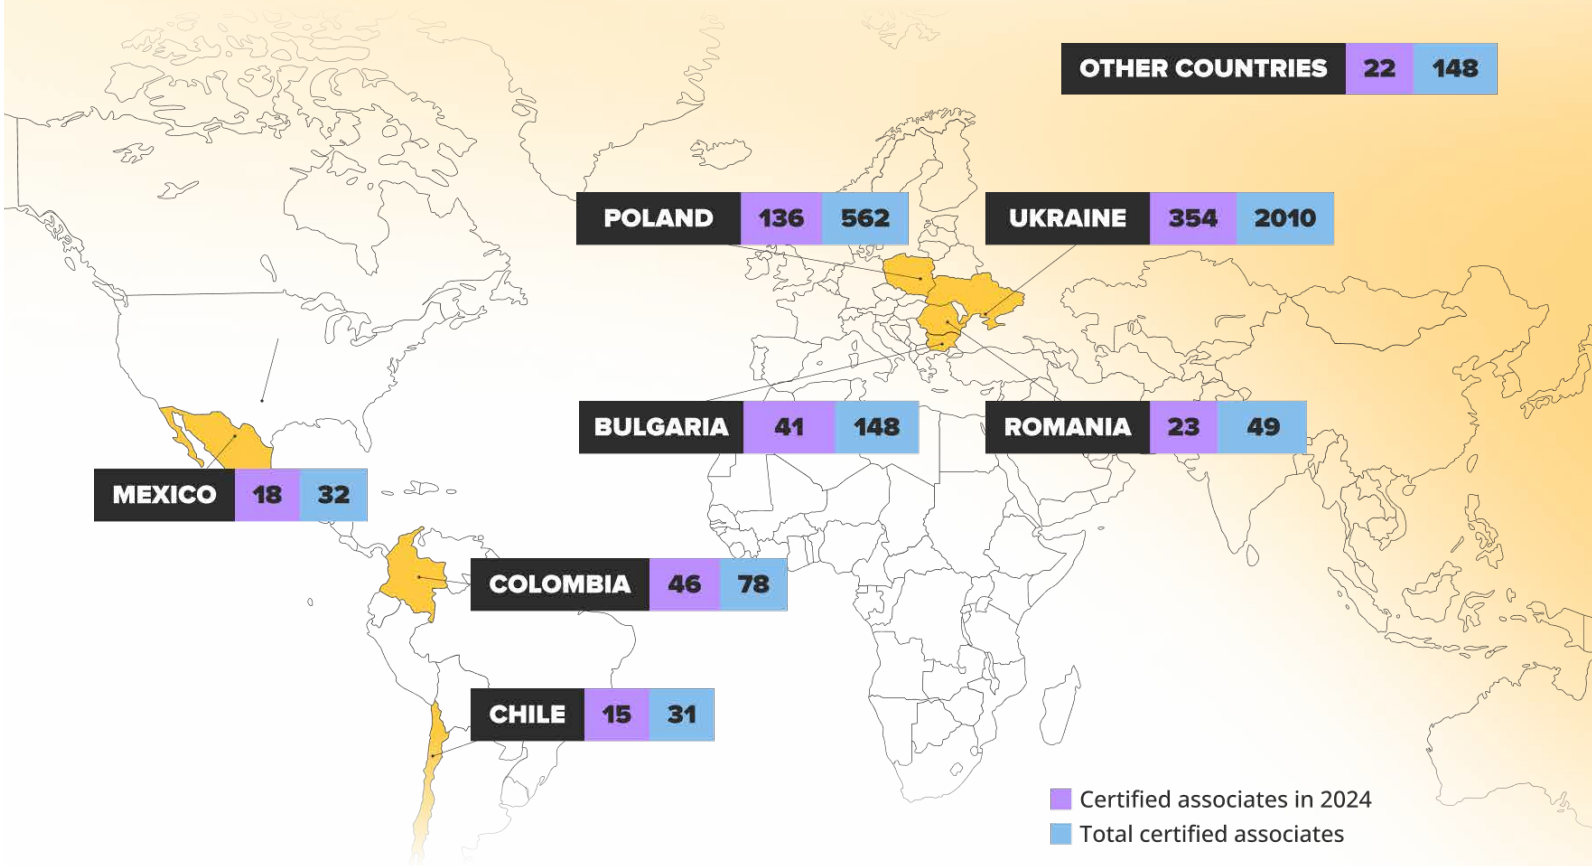 OTHER COUNTRIES 22 148
POLAND 136 562
UKRAINE 354 2010
BULGARIA 41 148
ROMANIA 23 49
MEXICO 18 32
COLOMBIA 46 78
CHILE 15 31
Certified associates in 2024
Total certified associates